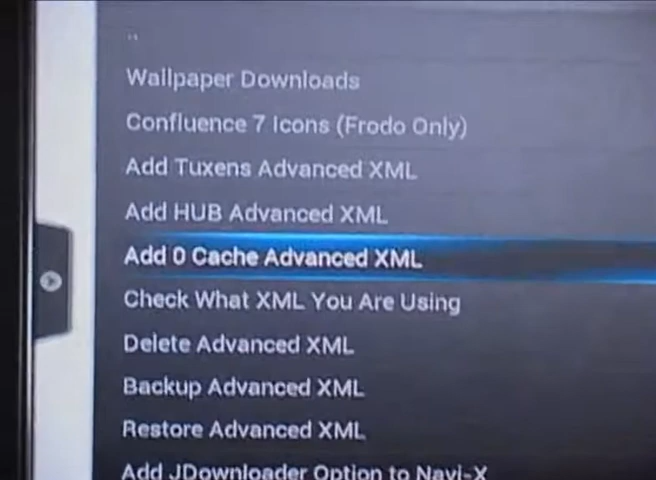 ..
Wallpaper Downloads
Confluence 7 Icons (Frodo Only)
Add Tuxens Advanced XML
Add HUB Advanced XML
Add 0 Cache Advanced XML
Check What XML You Are Using
Delete Advanced XML
Backup Advanced XML
Restore Advanced XML
Add JDownloader Option to Navi-X